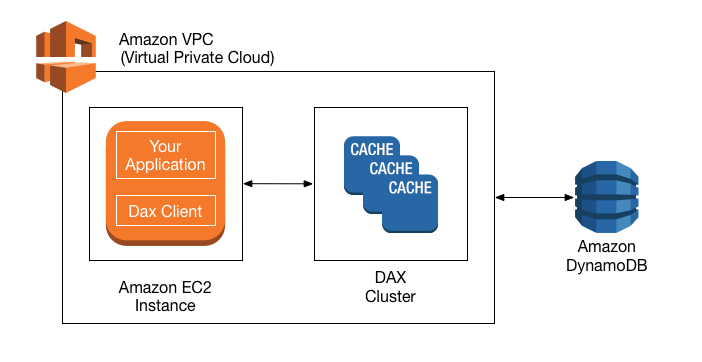 Amazon VPC
(Virtual Private Cloud)
Your
Application
Dax Client
Amazon EC2
Instance
CACHE
CACHE
CACHE
DAX
Cluster
Amazon
DynamoDB